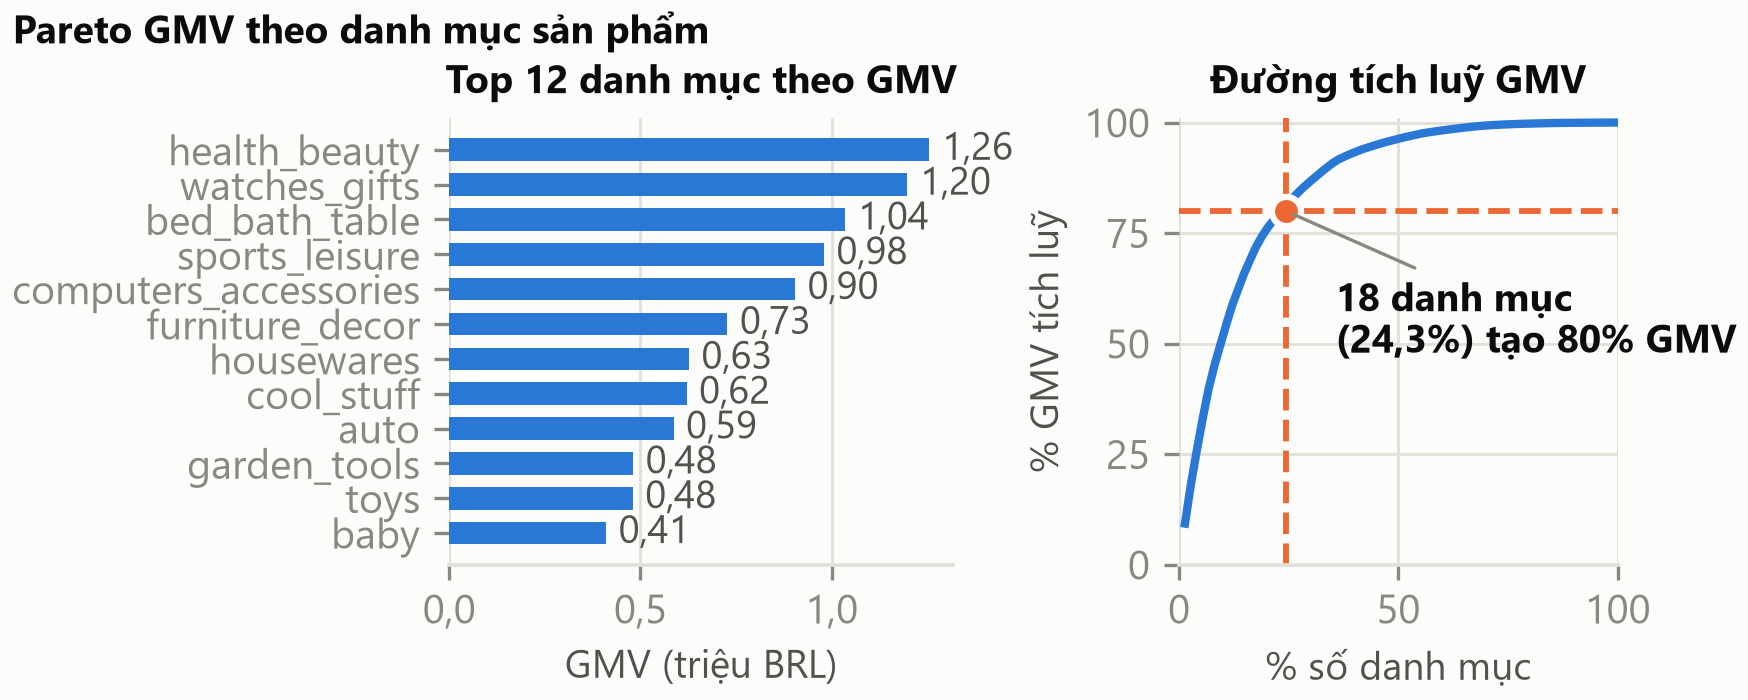 Pareto GMV theo danh mục sản phẩm
Top 12 danh mục theo GMV
health_beauty 1,26
watches_gifts 1,20
bed_bath_table 1,04
sports_leisure 0,98
computers_accessories 0,90
furniture_decor 0,73
housewares 0,63
cool_stuff 0,62
auto 0,59
garden_tools 0,48
toys 0,48
baby 0,41
0,0 0,5 1,0
GMV (triệu BRL)
Đường tích luỹ GMV
% GMV tích luỹ
100
75
50
25
0
18 danh mục
(24,3%) tạo 80% GMV
0 50 100
% số danh mục